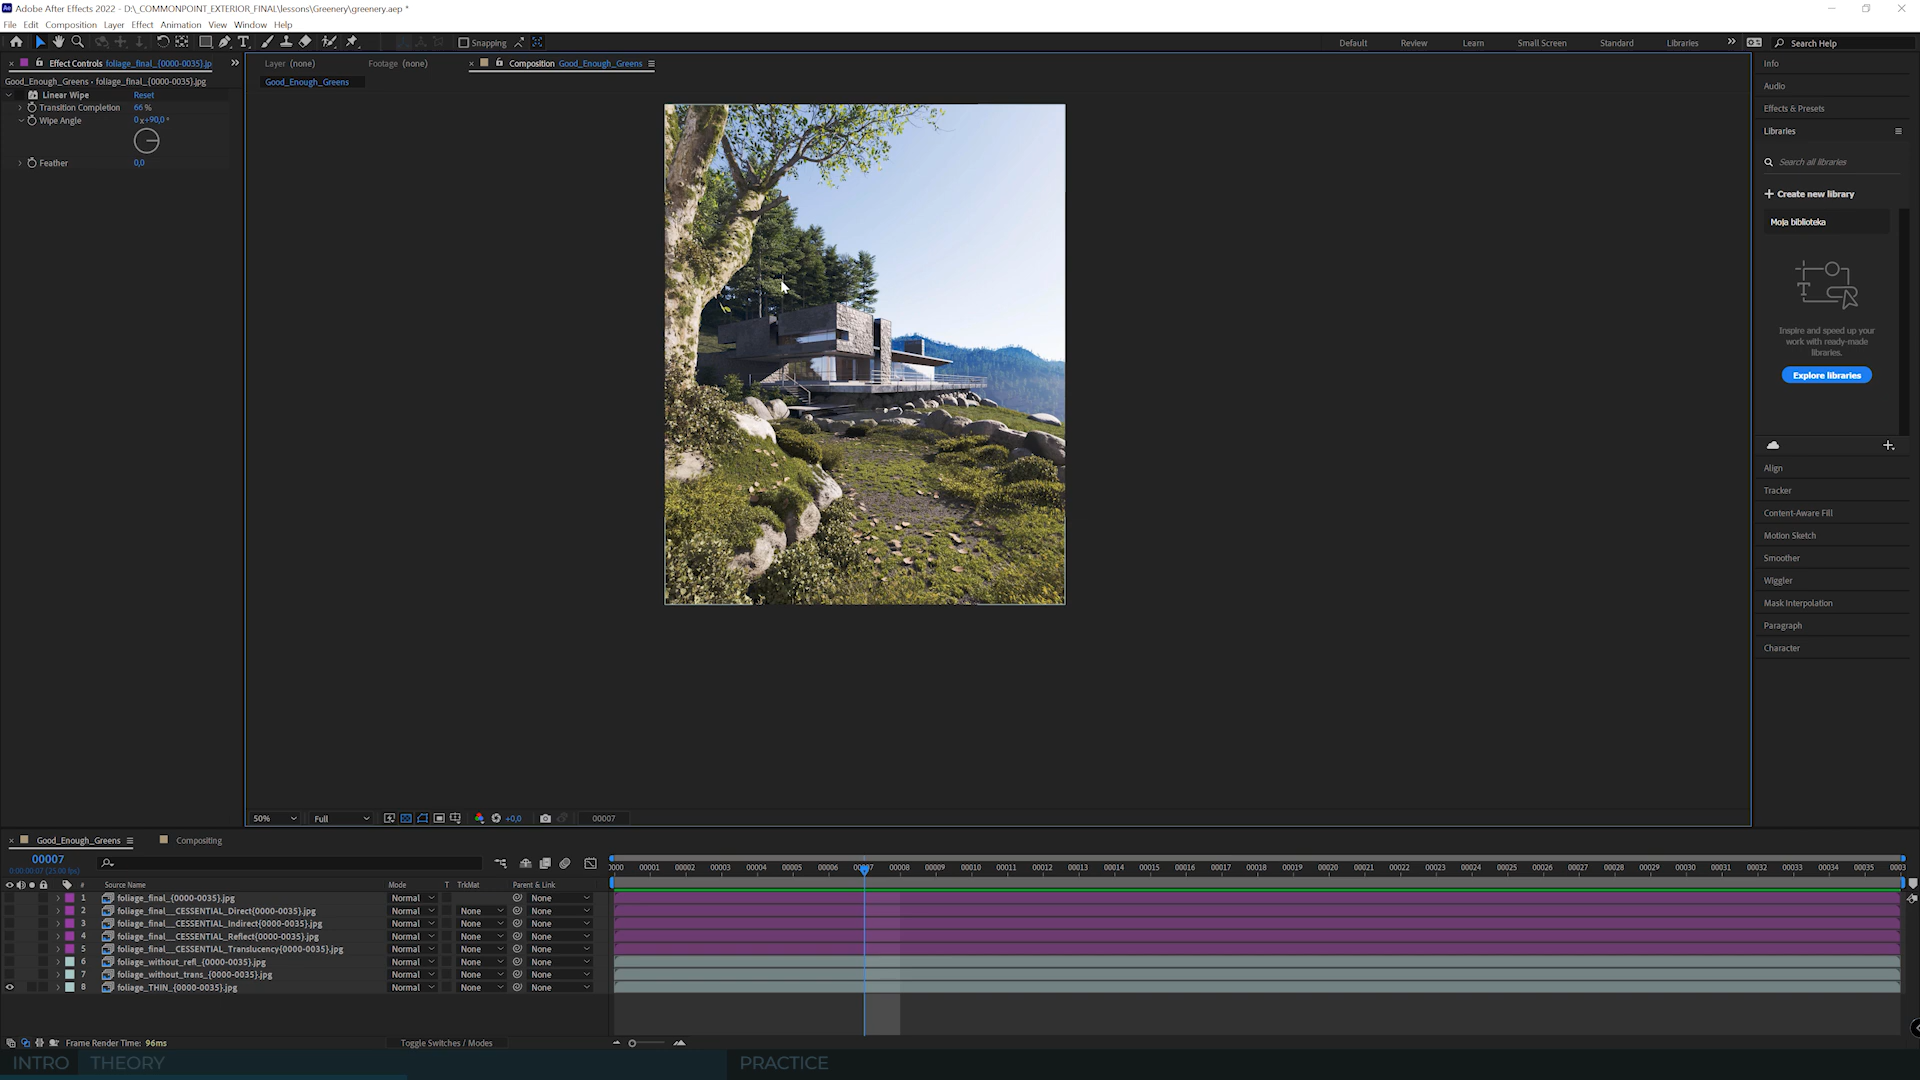 Adobe After Effects 2022 - D:\_COMMONPOINT_EXTERIOR_FINAL\lessons\Greenery\greenery.aep *
File Edit Composition Layer Effect Animation View Window Help
Snapping
Default Review Learn Small Screen Standard Libraries
Search Help
Effect Controls foliage_final_{0000-0035}.jp
Good_Enough_Greens • foliage_final_{0000-0035}.jpg
Linear Wipe Reset
Transition Completion 66 %
Wipe Angle 0 x+90,0 °
Feather 0,0
Layer (none) Footage (none) Composition Good_Enough_Greens
Good_Enough_Greens
50% Full +0,0 00007
Info
Audio
Effects & Presets
Libraries
Search all libraries
Create new library
Moja biblioteka
Inspire and speed up your
work with ready-made
libraries.
Explore libraries
Align
Tracker
Content-Aware Fill
Motion Sketch
Smoother
Wiggler
Mask Interpolation
Paragraph
Character
Good_Enough_Greens Compositing
00007
0:00:00:07 (25.00 fps)
# Source Name Mode T TrkMat Parent & Link
1 foliage_final_{0000-0035}.jpg Normal None
2 foliage_final__CESSENTIAL_Direct{0000-0035}.jpg Normal None None
3 foliage_final__CESSENTIAL_Indirect{0000-0035}.jpg Normal None None
4 foliage_final__CESSENTIAL_Reflect{0000-0035}.jpg Normal None None
5 foliage_final__CESSENTIAL_Translucency{0000-0035}.jpg Normal None None
6 foliage_without_refl_{0000-0035}.jpg Normal None None
7 foliage_without_trans_{0000-0035}.jpg Normal None None
8 foliage_THIN_{0000-0035}.jpg Normal None None
0000 00001 00002 00003 00004 00005 00006 00007 00008 00009 00010 00011 00012 00013 00014 00015 00016 00017 00018 00019 00020 00021 00022 00023 00024 00025 00026 00027 00028 00029 00030 00031 00032 00033 00034 00035 0003
Frame Render Time: 96ms
Toggle Switches / Modes
INTRO THEORY PRACTICE